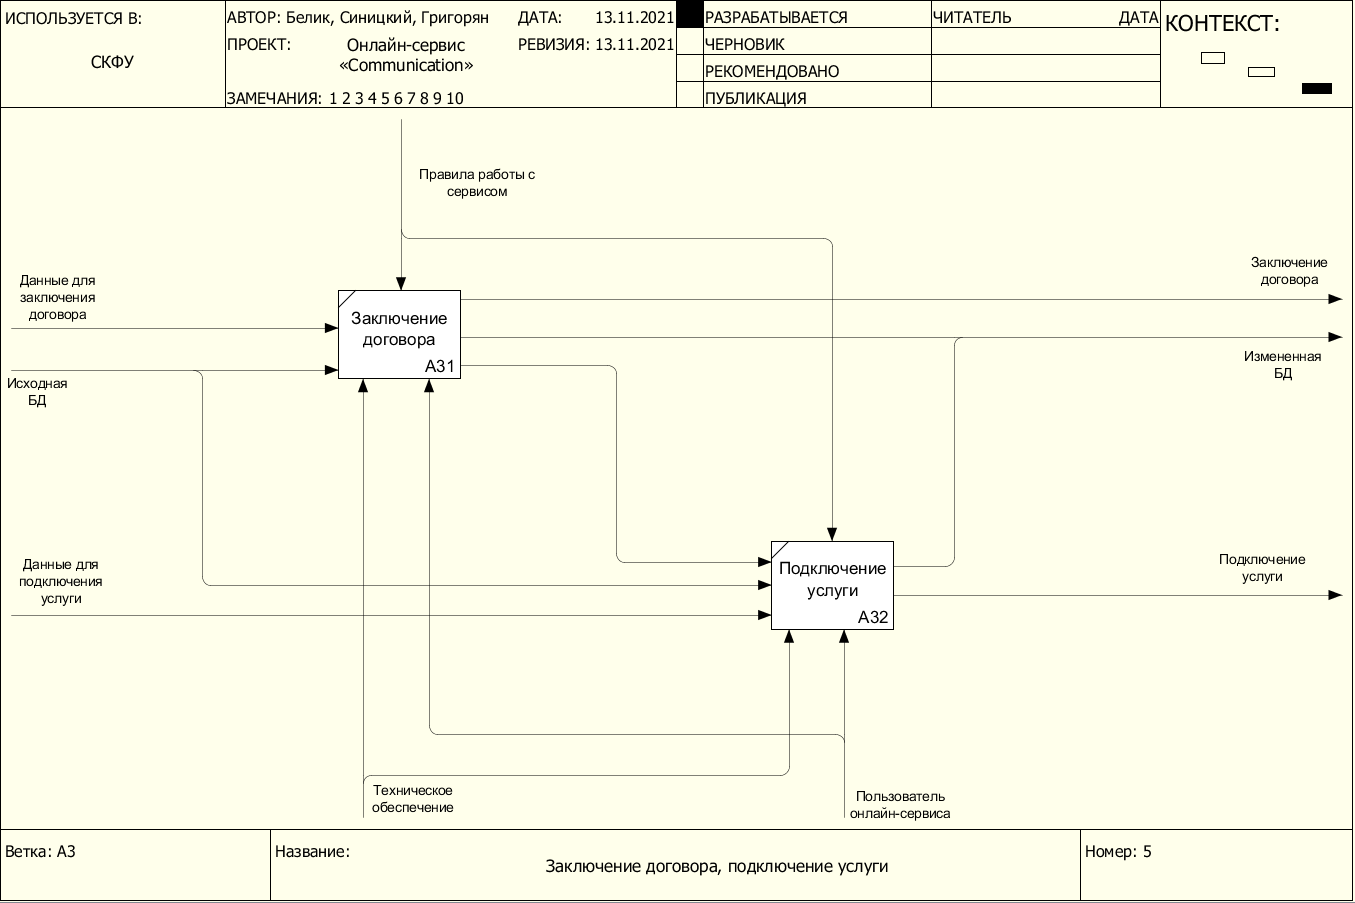 ИСПОЛЬЗУЕТСЯ В:
СКФУ
АВТОР: Белик, Синицкий, Григорян
ДАТА: 13.11.2021
ПРОЕКТ: Онлайн-сервис
«Communication»
РЕВИЗИЯ: 13.11.2021
ЗАМЕЧАНИЯ: 1 2 3 4 5 6 7 8 9 10
РАЗРАБАТЫВАЕТСЯ
ЧЕРНОВИК
РЕКОМЕНДОВАНО
ПУБЛИКАЦИЯ
ЧИТАТЕЛЬ
ДАТА
КОНТЕКСТ:
Правила работы с
сервисом
Данные для
заключения
договора
Заключение
договора
A31
Заключение
договора
Исходная
БД
Измененная
БД
Данные для
подключения
услуги
Подключение
услуги
A32
Подключение
услуги
Техническое
обеспечение
Пользователь
онлайн-сервиса
Ветка: A3
Название:
Заключение договора, подключение услуги
Номер: 5